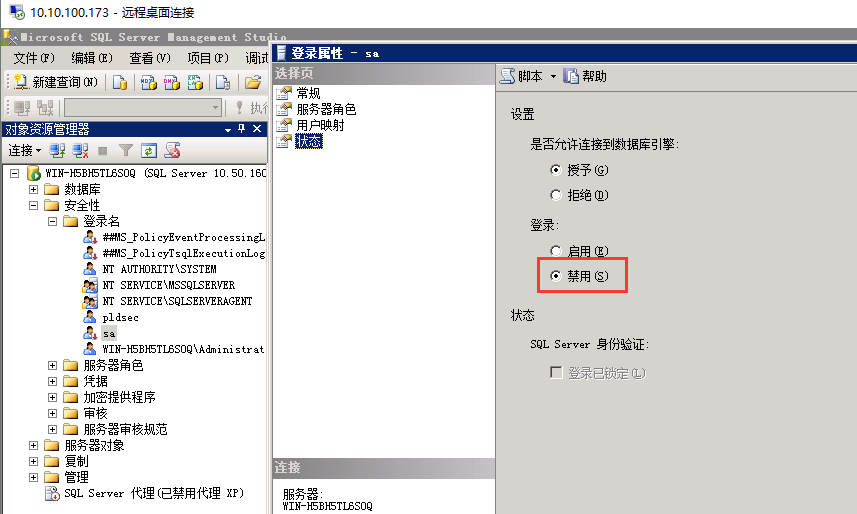 10.10.100.173 - 远程桌面连接
Microsoft SQL Server Management Studio
文件(F) 编辑(E) 查看(V) 项目(P) 调试
新建查询(N)
执行
对象资源管理器
连接
WIN-H5BH5TL6SOQ (SQL Server 10.50.160
数据库
安全性
登录名
##MS_PolicyEventProcessingL
##MS_PolicyTsqlExecutionLog
NT AUTHORITY\SYSTEM
NT SERVICE\MSSQLSERVER
NT SERVICE\SQLSERVERAGENT
pldsec
sa
WIN-H5BH5TL6SOQ\Administrat
服务器角色
凭据
加密提供程序
审核
服务器审核规范
服务器对象
复制
管理
SQL Server 代理(已禁用代理 XP)
登录属性 - sa
选择页
常规
服务器角色
用户映射
状态
连接
服务器:
WIN-H5BH5TL6SOQ
脚本 帮助
设置
是否允许连接到数据库引擎:
授予(G)
拒绝(D)
登录:
启用(E)
禁用(S)
状态
SQL Server 身份验证:
登录已锁定(L)